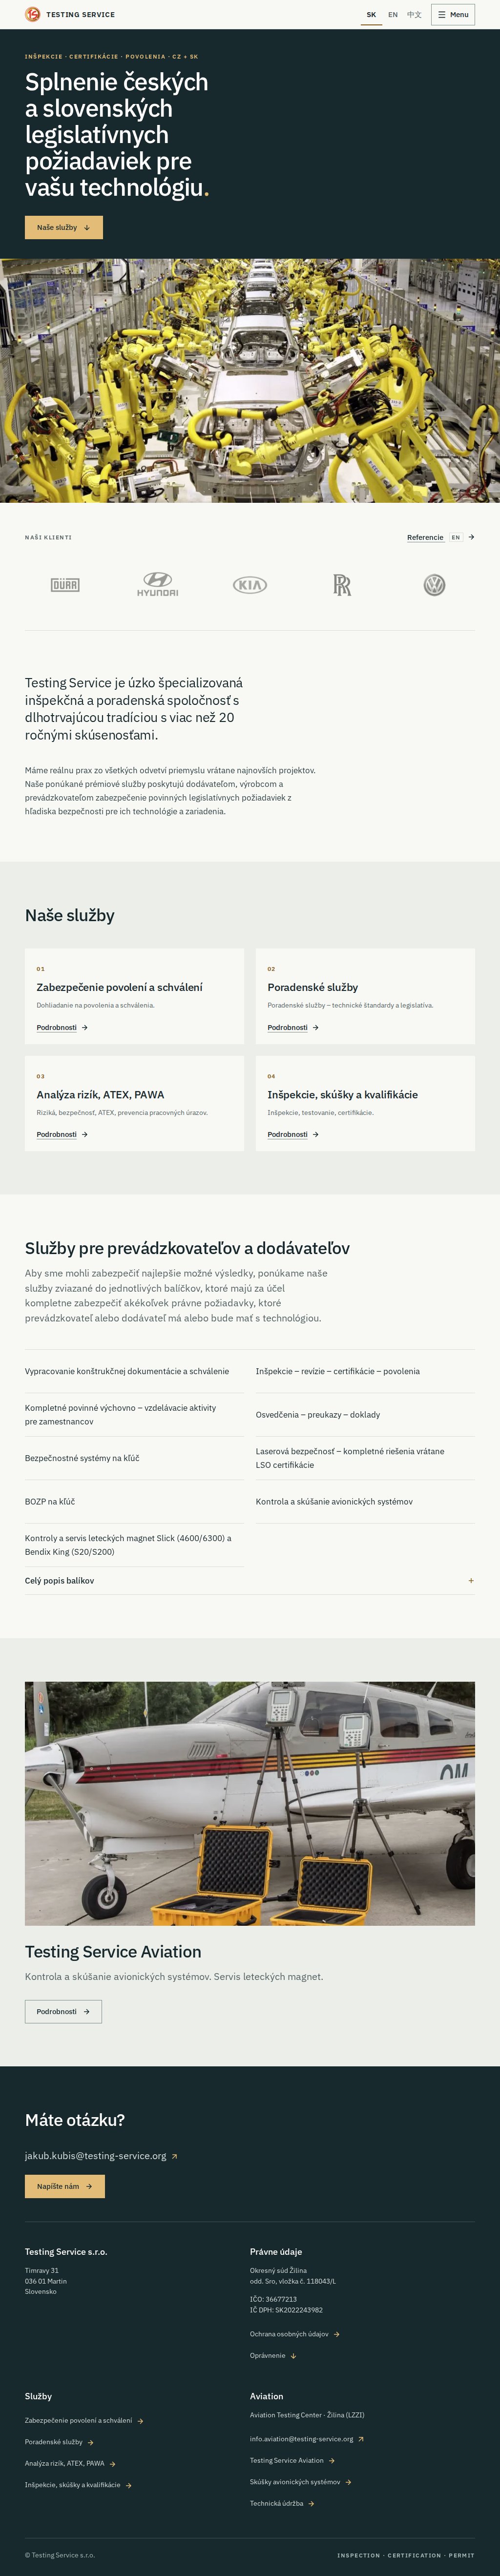 TESTING SERVICE
SK EN 中文 Menu
INŠPEKCIE · CERTIFIKÁCIE · POVOLENIA · CZ + SK
Splnenie českých
a slovenských
legislatívnych
požiadaviek pre
vašu technológiu.
Naše služby
NAŠI KLIENTI
Referencie EN
DÜRR
HYUNDAI
KIA
Testing Service je úzko špecializovaná
inšpekčná a poradenská spoločnosť s
dlhotrvajúcou tradíciou s viac než 20
ročnými skúsenosťami.
Máme reálnu prax zo všetkých odvetví priemyslu vrátane najnovších projektov.
Naše ponúkané prémiové služby poskytujú dodávateľom, výrobcom a
prevádzkovateľom zabezpečenie povinných legislatívnych požiadaviek z
hľadiska bezpečnosti pre ich technológie a zariadenia.
Naše služby
01
Zabezpečenie povolení a schválení
Dohliadanie na povolenia a schválenia.
Podrobnosti
02
Poradenské služby
Poradenské služby – technické štandardy a legislatíva.
Podrobnosti
03
Analýza rizík, ATEX, PAWA
Riziká, bezpečnosť, ATEX, prevencia pracovných úrazov.
Podrobnosti
04
Inšpekcie, skúšky a kvalifikácie
Inšpekcie, testovanie, certifikácie.
Podrobnosti
Služby pre prevádzkovateľov a dodávateľov
Aby sme mohli zabezpečiť najlepšie možné výsledky, ponúkame naše
služby zviazané do jednotlivých balíčkov, ktoré majú za účel
kompletne zabezpečiť akékoľvek právne požiadavky, ktoré
prevádzkovateľ alebo dodávateľ má alebo bude mať s technológiou.
Vypracovanie konštrukčnej dokumentácie a schválenie
Inšpekcie – revízie – certifikácie – povolenia
Kompletné povinné výchovno – vzdelávacie aktivity
pre zamestnancov
Osvedčenia – preukazy – doklady
Bezpečnostné systémy na kľúč
Laserová bezpečnosť – kompletné riešenia vrátane
LSO certifikácie
BOZP na kľúč
Kontrola a skúšanie avionických systémov
Kontroly a servis leteckých magnet Slick (4600/6300) a
Bendix King (S20/S200)
Celý popis balíkov +
OM
Testing Service Aviation
Kontrola a skúšanie avionických systémov. Servis leteckých magnet.
Podrobnosti
Máte otázku?
jakub.kubis@testing-service.org
Napíšte nám
Testing Service s.r.o.
Timravy 31
036 01 Martin
Slovensko
Právne údaje
Okresný súd Žilina
odd. Sro, vložka č. 118043/L
IČO: 36677213
IČ DPH: SK2022243982
Ochrana osobných údajov
Oprávnenie
Služby
Zabezpečenie povolení a schválení
Poradenské služby
Analýza rizík, ATEX, PAWA
Inšpekcie, skúšky a kvalifikácie
Aviation
Aviation Testing Center · Žilina (LZZI)
info.aviation@testing-service.org
Testing Service Aviation
Skúšky avionických systémov
Technická údržba
© Testing Service s.r.o.
INSPECTION · CERTIFICATION · PERMIT